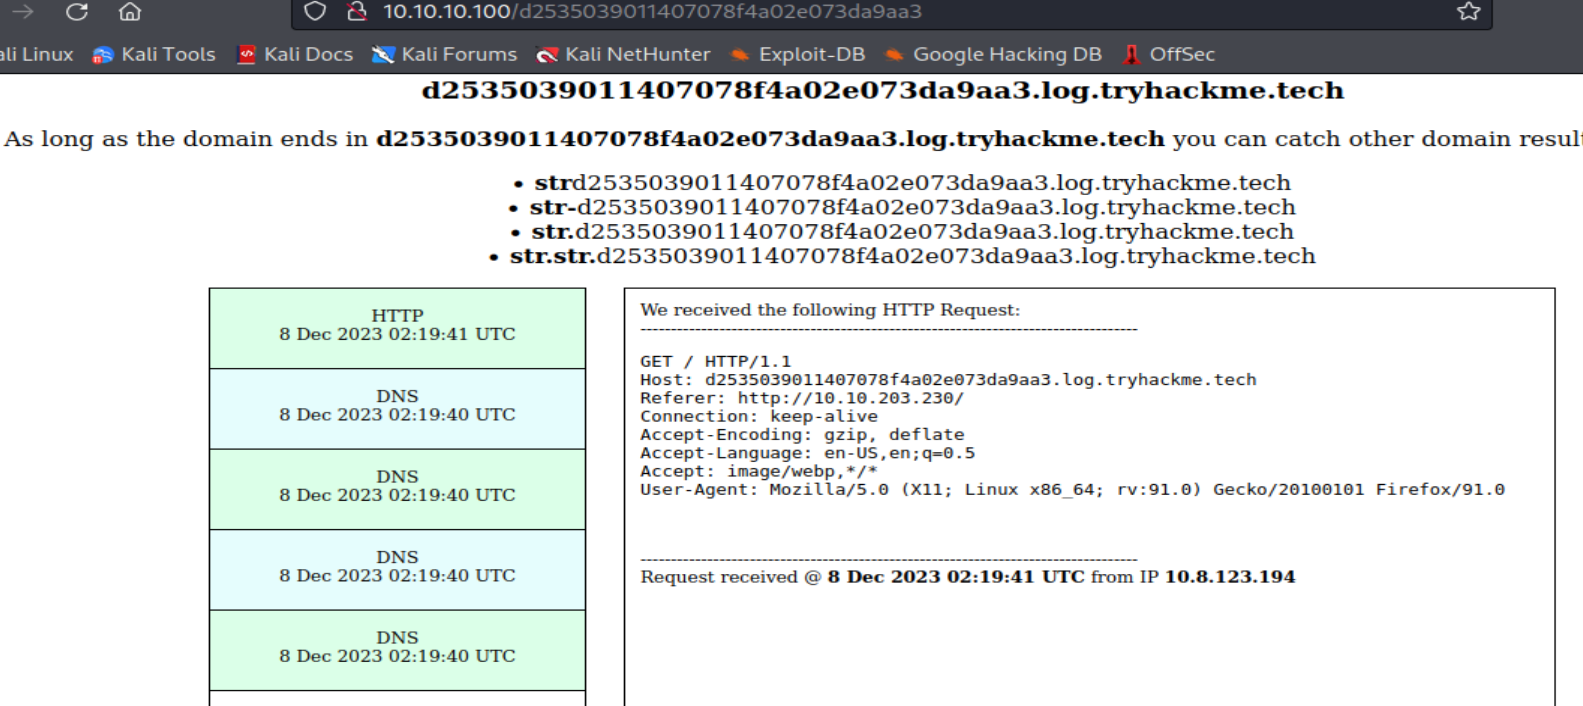 10.10.10.100/d2535039011407078f4a02e073da9aa3
ali Linux Kali Tools Kali Docs Kali Forums Kali NetHunter Exploit-DB Google Hacking DB OffSec
d2535039011407078f4a02e073da9aa3.log.tryhackme.tech
As long as the domain ends in d2535039011407078f4a02e073da9aa3.log.tryhackme.tech you can catch other domain resul
• strd2535039011407078f4a02e073da9aa3.log.tryhackme.tech
• str-d2535039011407078f4a02e073da9aa3.log.tryhackme.tech
• str.d2535039011407078f4a02e073da9aa3.log.tryhackme.tech
• str.str.d2535039011407078f4a02e073da9aa3.log.tryhackme.tech
HTTP
8 Dec 2023 02:19:41 UTC
DNS
8 Dec 2023 02:19:40 UTC
DNS
8 Dec 2023 02:19:40 UTC
DNS
8 Dec 2023 02:19:40 UTC
DNS
8 Dec 2023 02:19:40 UTC
We received the following HTTP Request:
--------------------------------------------------------------------------------
GET / HTTP/1.1
Host: d2535039011407078f4a02e073da9aa3.log.tryhackme.tech
Referer: http://10.10.203.230/
Connection: keep-alive
Accept-Encoding: gzip, deflate
Accept-Language: en-US,en;q=0.5
Accept: image/webp,*/*
User-Agent: Mozilla/5.0 (X11; Linux x86_64; rv:91.0) Gecko/20100101 Firefox/91.0
--------------------------------------------------------------------------------
Request received @ 8 Dec 2023 02:19:41 UTC from IP 10.8.123.194